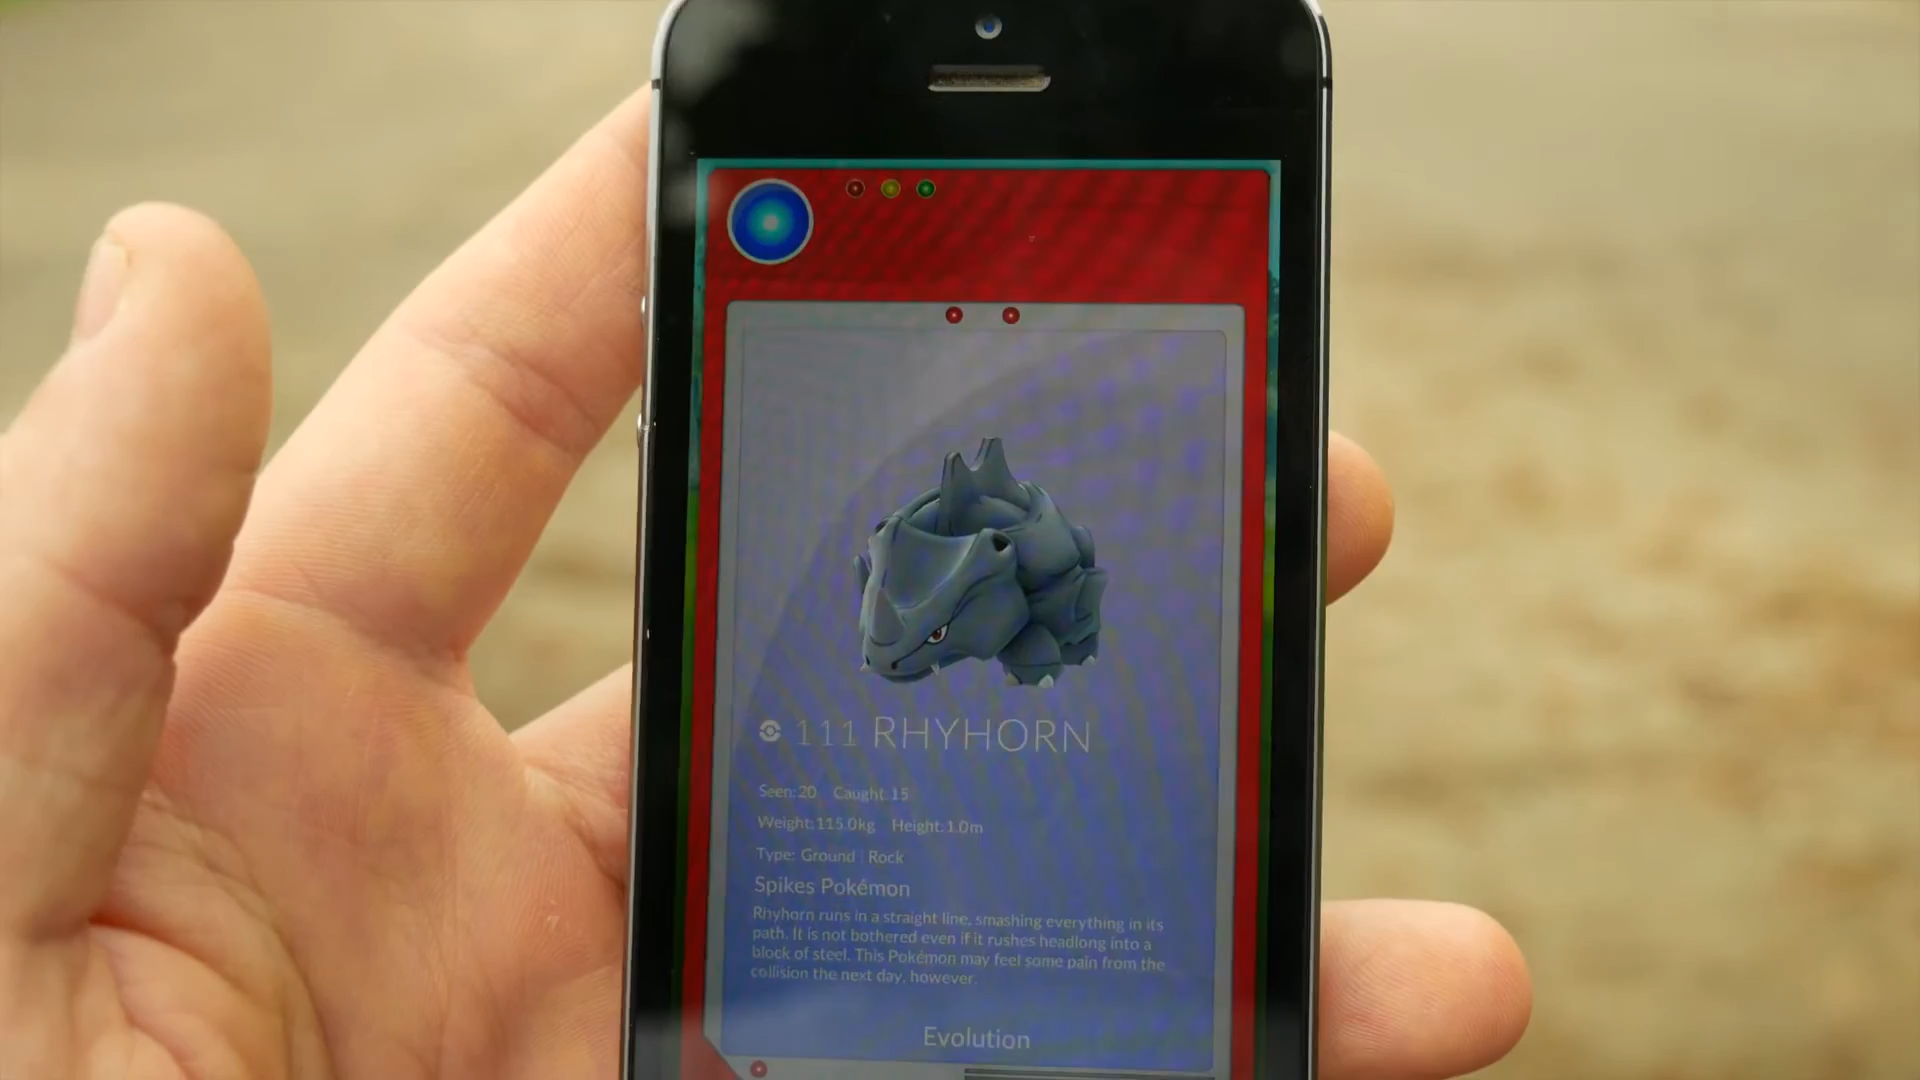 111 RHYHORN
Seen: 20 Caught: 15
Weight: 115.0kg Height: 1.0m
Type: Ground | Rock
Spikes Pokémon
Rhyhorn runs in a straight line, smashing everything in its
path. It is not bothered even if it rushes headlong into a
block of steel. This Pokémon may feel some pain from the
collision the next day, however.
Evolution